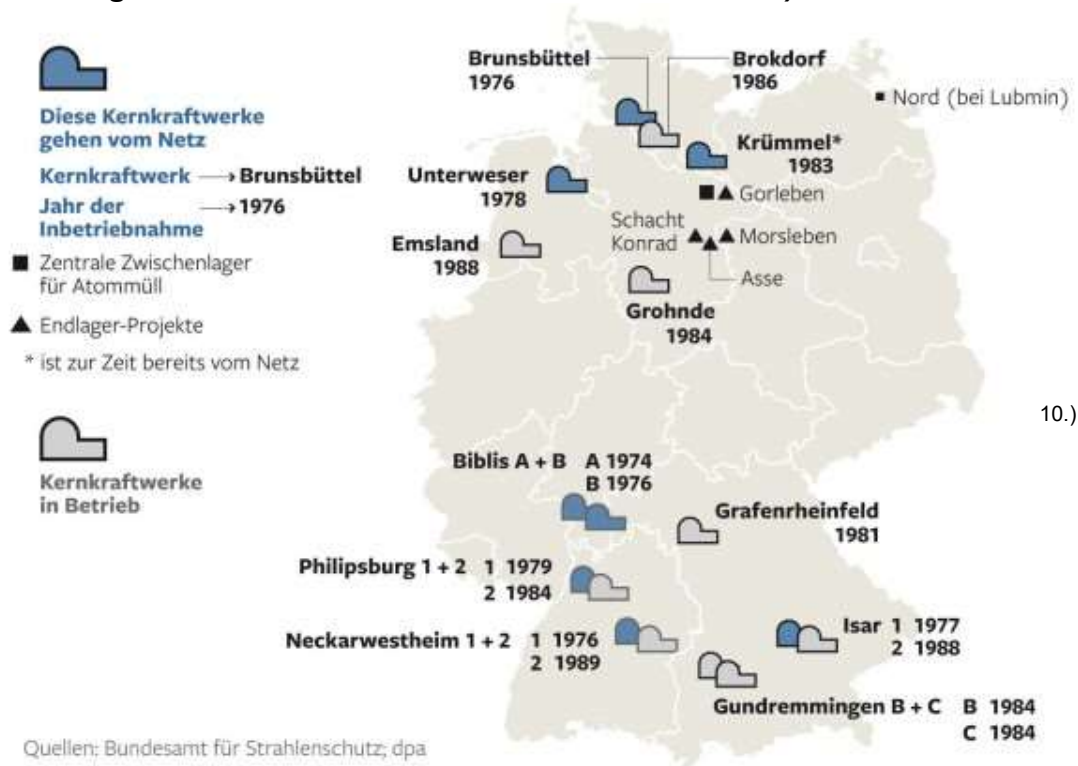 Diese Kernkraftwerke
gehen vom Netz
Kernkraftwerk → Brunsbüttel
Jahr der → 1976
Inbetriebnahme
■ Zentrale Zwischenlager
für Atommüll
▲ Endlager-Projekte
* ist zur Zeit bereits vom Netz
Kernkraftwerke
in Betrieb
Brunsbüttel
1976
Brokdorf
1986
▪ Nord (bei Lubmin)
Krümmel*
1983
Unterweser
1978
■ ▲ Gorleben
Schacht
Konrad
▲ Morsleben
Asse
Emsland
1988
Grohnde
1984
10.)
Biblis A + B A 1974
B 1976
Grafenrheinfeld
1981
Philipsburg 1 + 2 1 1979
2 1984
Neckarwestheim 1 + 2 1 1976
2 1989
Isar 1 1977
2 1988
Gundremmingen B + C B 1984
C 1984
Quellen: Bundesamt für Strahlenschutz; dpa